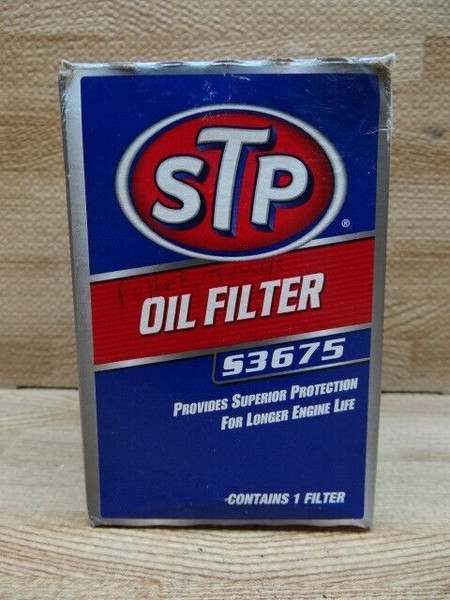 STP
®
OIL FILTER
S3675
PROVIDES SUPERIOR PROTECTION
FOR LONGER ENGINE LIFE
CONTAINS 1 FILTER